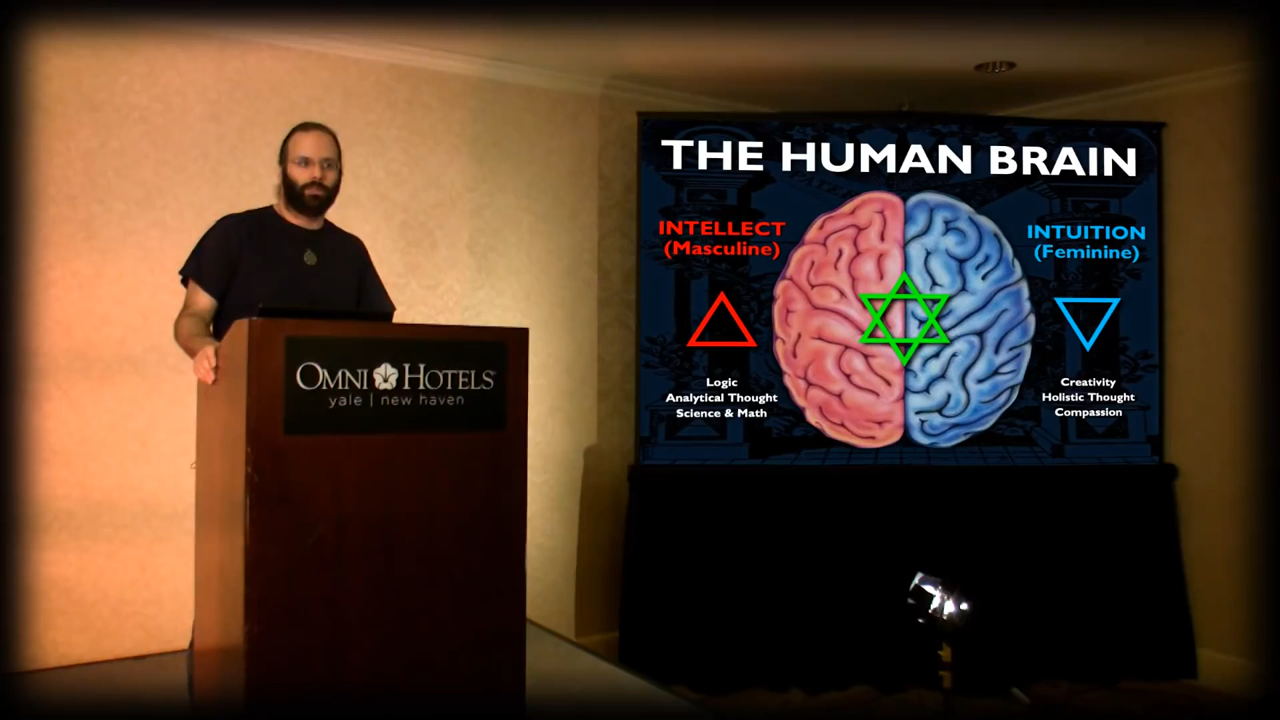 THE HUMAN BRAIN
INTELLECT
(Masculine)
INTUITION
(Feminine)
Logic
Analytical Thought
Science & Math
Creativity
Holistic Thought
Compassion
OMNI HOTELS
yale | new haven